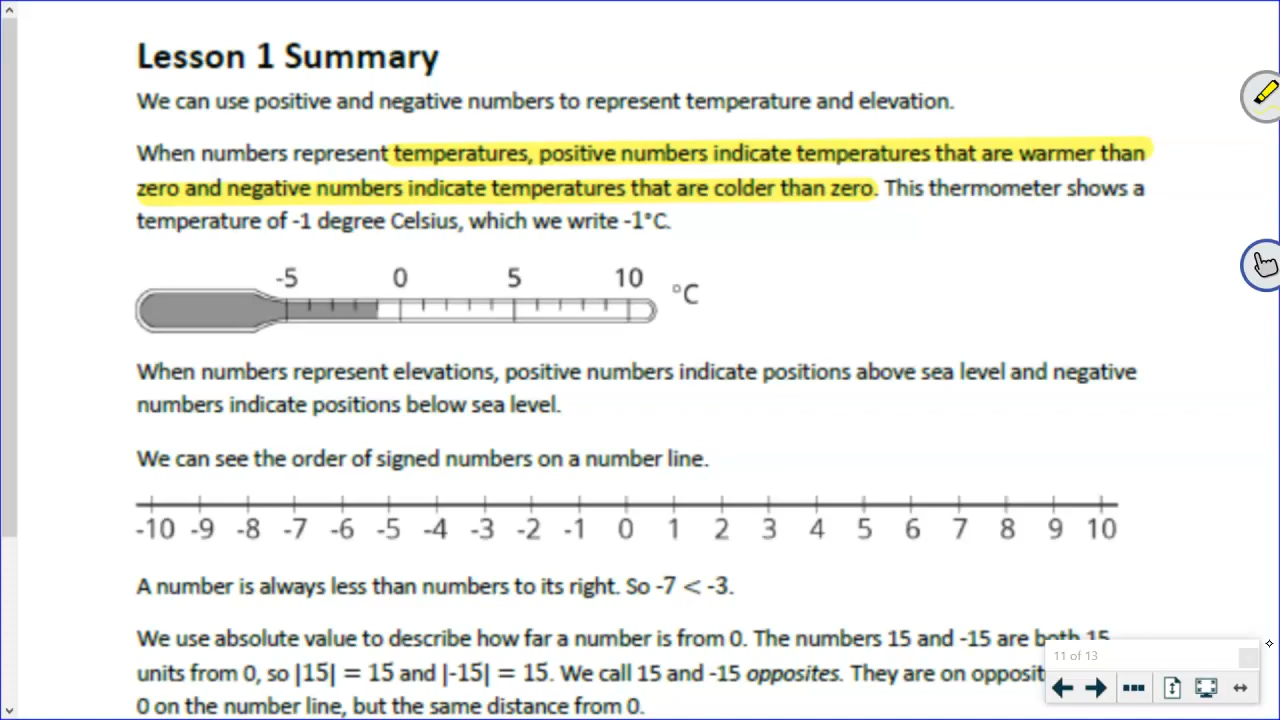 Lesson 1 Summary
We can use positive and negative numbers to represent temperature and elevation.
When numbers represent temperatures, positive numbers indicate temperatures that are warmer than
zero and negative numbers indicate temperatures that are colder than zero. This thermometer shows a
temperature of -1 degree Celsius, which we write -1°C.
-5 0 5 10
°C
When numbers represent elevations, positive numbers indicate positions above sea level and negative
numbers indicate positions below sea level.
We can see the order of signed numbers on a number line.
-10 -9 -8 -7 -6 -5 -4 -3 -2 -1 0 1 2 3 4 5 6 7 8 9 10
A number is always less than numbers to its right. So -7 < -3.
We use absolute value to describe how far a number is from 0. The numbers 15 and -15 are both 15
units from 0, so |15| = 15 and |-15| = 15. We call 15 and -15 opposites. They are on
0 on the number line, but the same distance from 0.
11 of 13